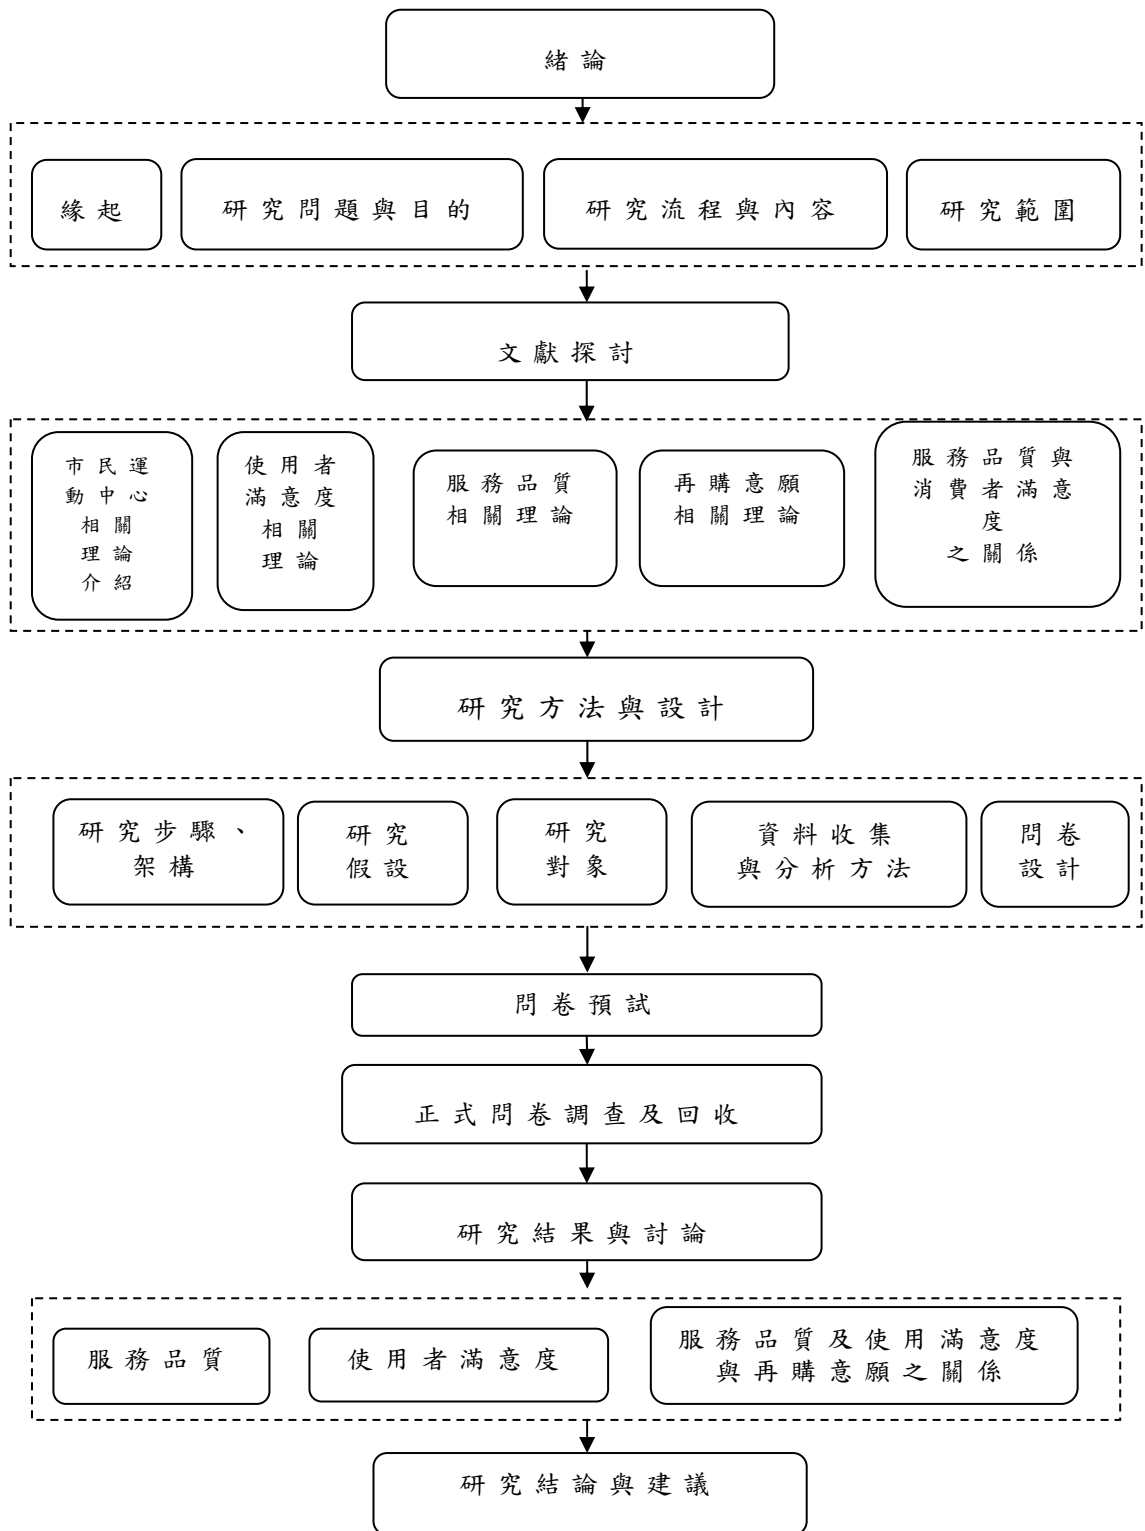 緒論
緣起
研究問題與目的
研究流程與內容
研究範圍
文獻探討
市民運
動中心
相關
理論
介紹
使用者
滿意度
相關
理論
服務品質
相關理論
再購意願
相關理論
服務品質與
消費者滿意
度
之關係
研究方法與設計
研究步驟、
架構
研究
假設
研究
對象
資料收集
與分析方法
問卷
設計
問卷預試
正式問卷調查及回收
研究結果與討論
服務品質
使用者滿意度
服務品質及使用滿意度
與再購意願之關係
研究結論與建議